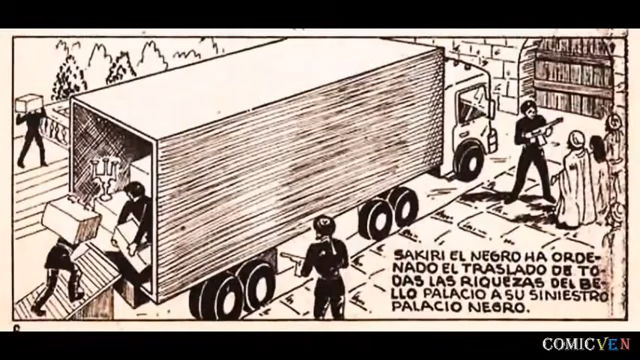 SAKIRI EL NEGRO HA ORDE-
NADO EL TRASLADO DE TO-
DAS LAS RIQUEZAS DEL BE-
LLO PALACIO A SU SINIESTRO
PALACIO NEGRO.
COMICVEN